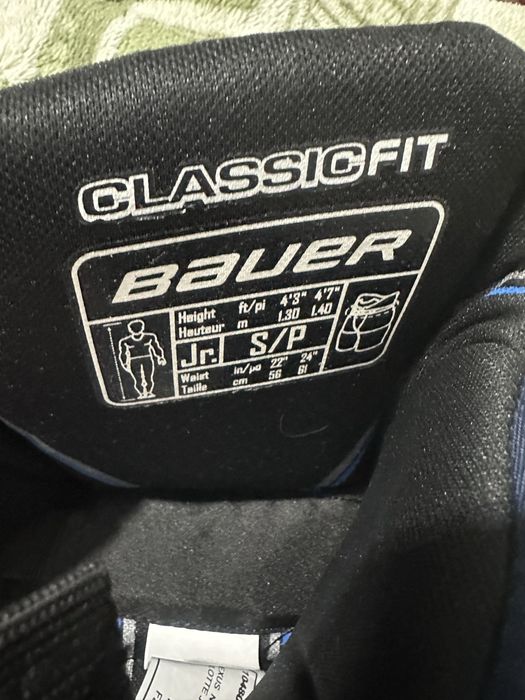 CLASSICFIT
BAUER
Height ft/pi 4'3" 4'7"
Hauteur m 1.30 1.40
Jr. S/P
Waist in/po 22" 24"
Taille cm 56 61